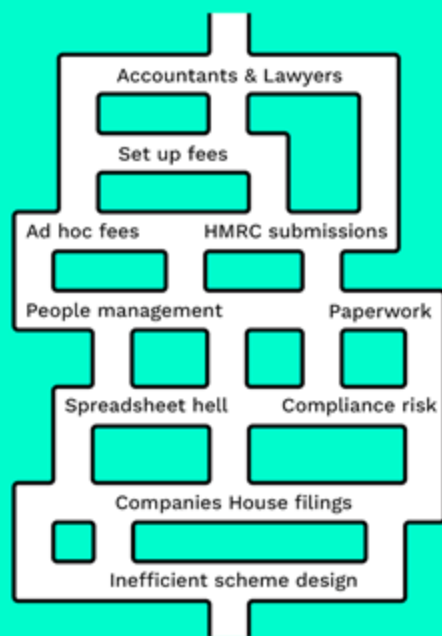 Accountants & Lawyers
Set up fees
Ad hoc fees
HMRC submissions
People management
Paperwork
Spreadsheet hell
Compliance risk
Companies House filings
Inefficient scheme design